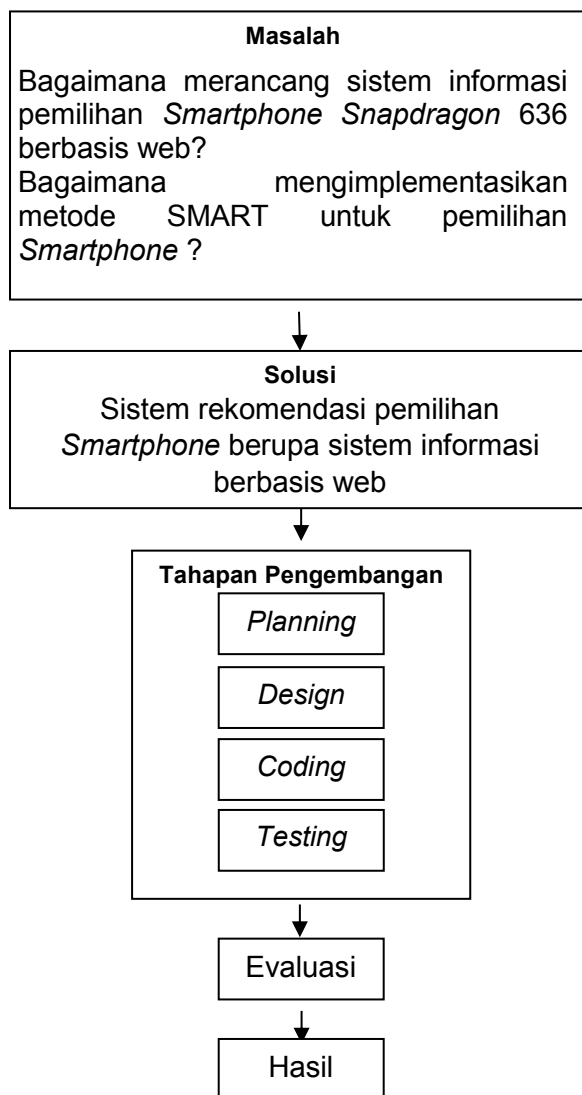 Masalah
Bagaimana merancang sistem informasi
pemilihan Smartphone Snapdragon 636
berbasis web?
Bagaimana mengimplementasikan
metode SMART untuk pemilihan
Smartphone ?
Solusi
Sistem rekomendasi pemilihan
Smartphone berupa sistem informasi
berbasis web
Tahapan Pengembangan
Planning
Design
Coding
Testing
Evaluasi
Hasil